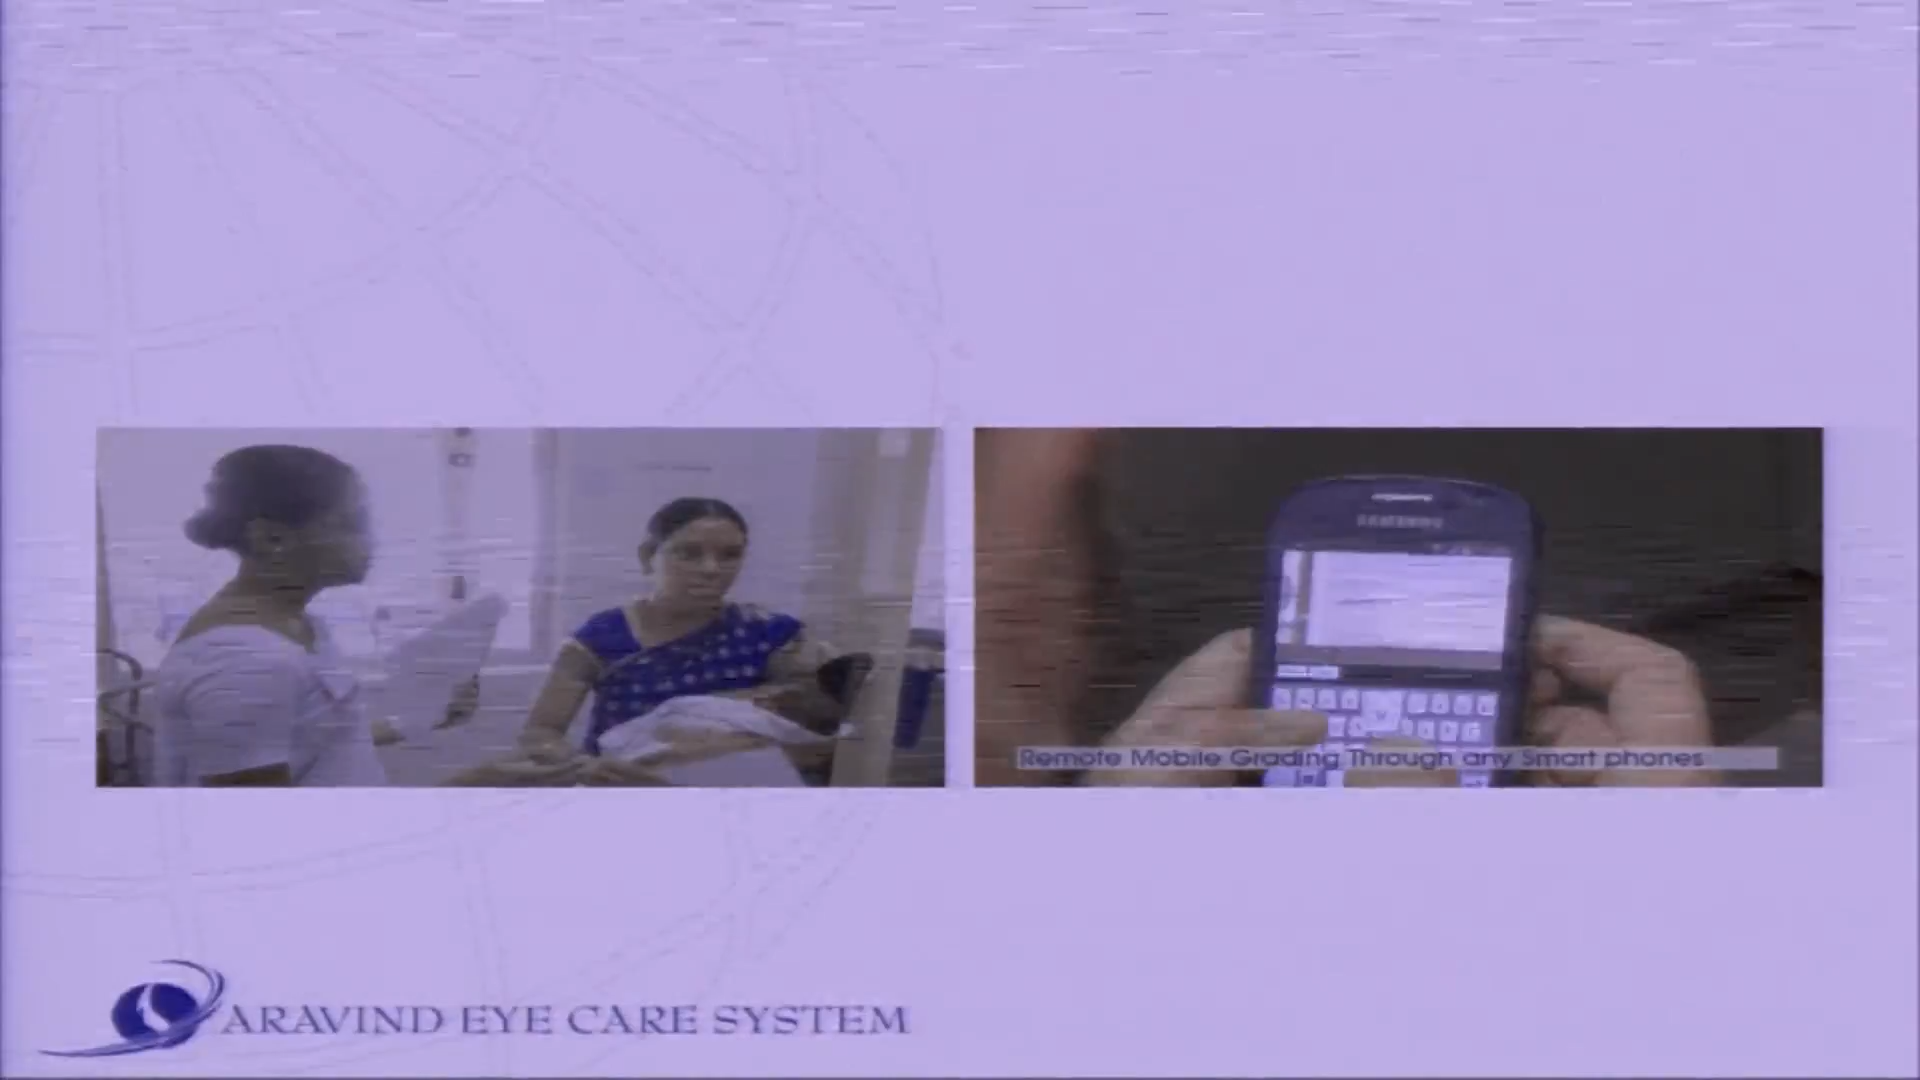 SAMSUNG
Remote Mobile Grading Through any Smart phones
ARAVIND EYE CARE SYSTEM